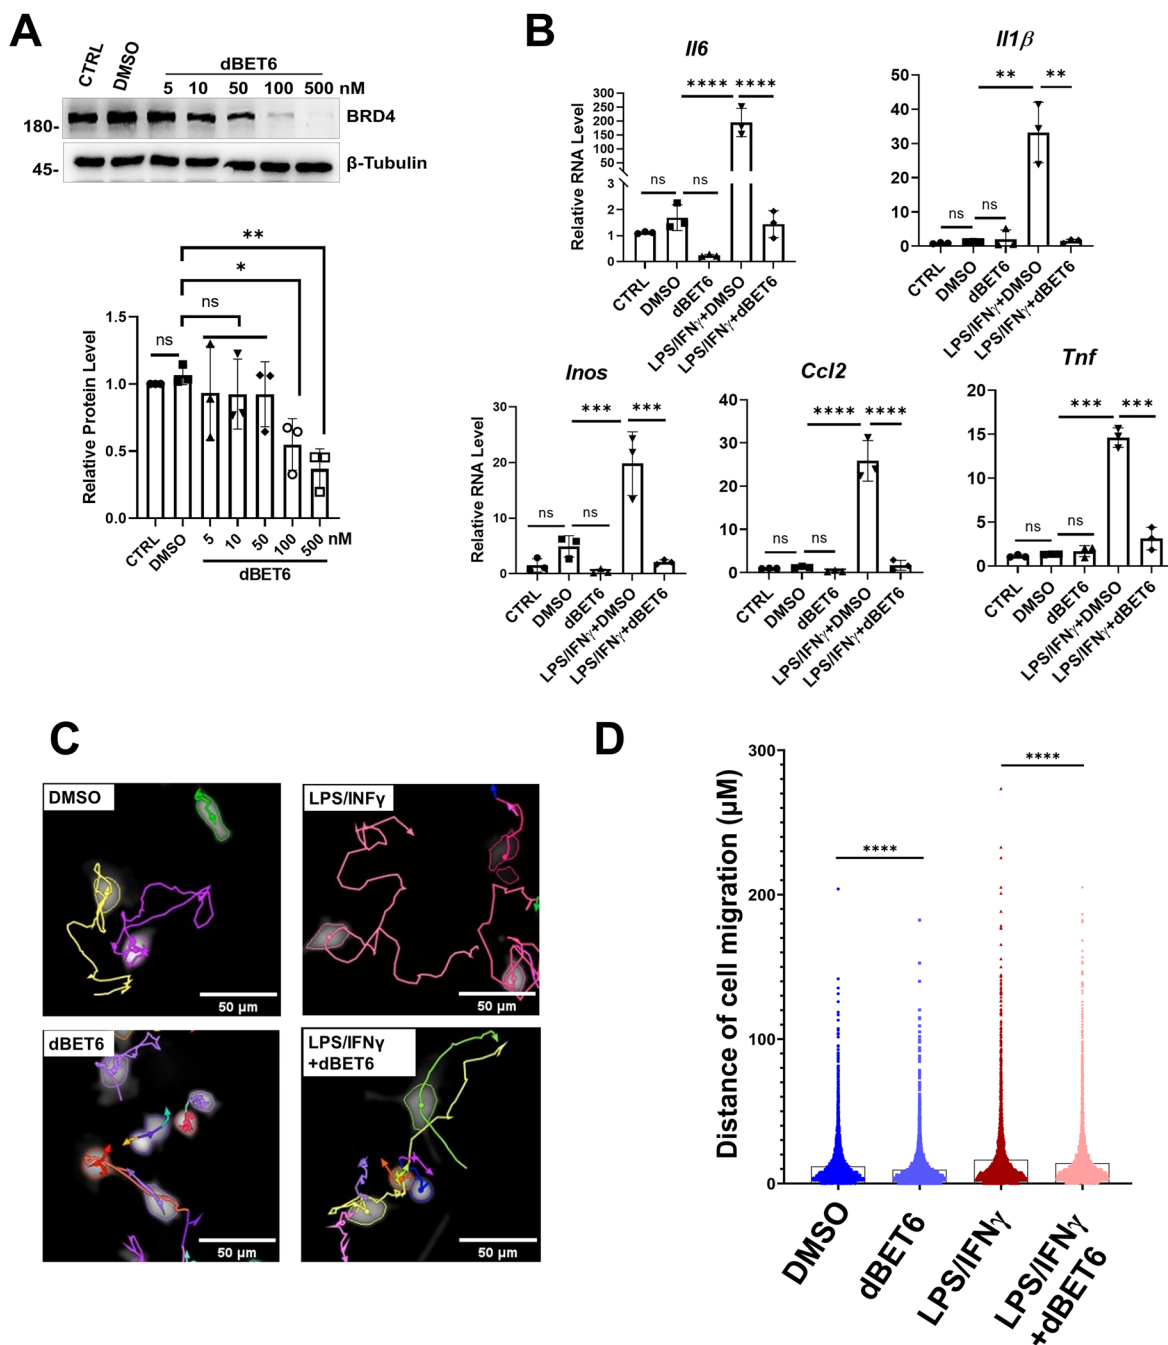 A
CTRL
DMSO
dBET6
5 10 50 100 500 nM
180-
BRD4
45-
β-Tubulin
Relative Protein Level
1.5
1.0
0.5
0.0
ns
ns
*
**
CTRL
DMSO
5
10
50
100
500
nM
dBET6
B
Il6
Relative RNA Level
300
250
200
150
100
50
4
3
2
1
0
ns
ns
****
****
CTRL
DMSO
dBET6
LPS/IFNγ+DMSO
LPS/IFNγ+dBET6
Il1β
50
40
30
20
10
0
ns
ns
**
**
CTRL
DMSO
dBET6
LPS/IFNγ+DMSO
LPS/IFNγ+dBET6
Inos
Relative RNA Level
30
20
10
0
ns
ns
***
***
CTRL
DMSO
dBET6
LPS/IFNγ+DMSO
LPS/IFNγ+dBET6
Ccl2
40
30
20
10
0
ns
ns
****
****
CTRL
DMSO
dBET6
LPS/IFNγ+DMSO
LPS/IFNγ+dBET6
Tnf
20
15
10
5
0
ns
ns
***
***
CTRL
DMSO
dBET6
LPS/IFNγ+DMSO
LPS/IFNγ+dBET6
C
DMSO
50 µm
LPS/INFγ
50 µm
dBET6
50 µm
LPS/IFNγ
+dBET6
50 µm
D
Distance of cell migration (µM)
300
200
100
0
****
****
DMSO
dBET6
LPS/IFNγ
LPS/IFNγ
+dBET6